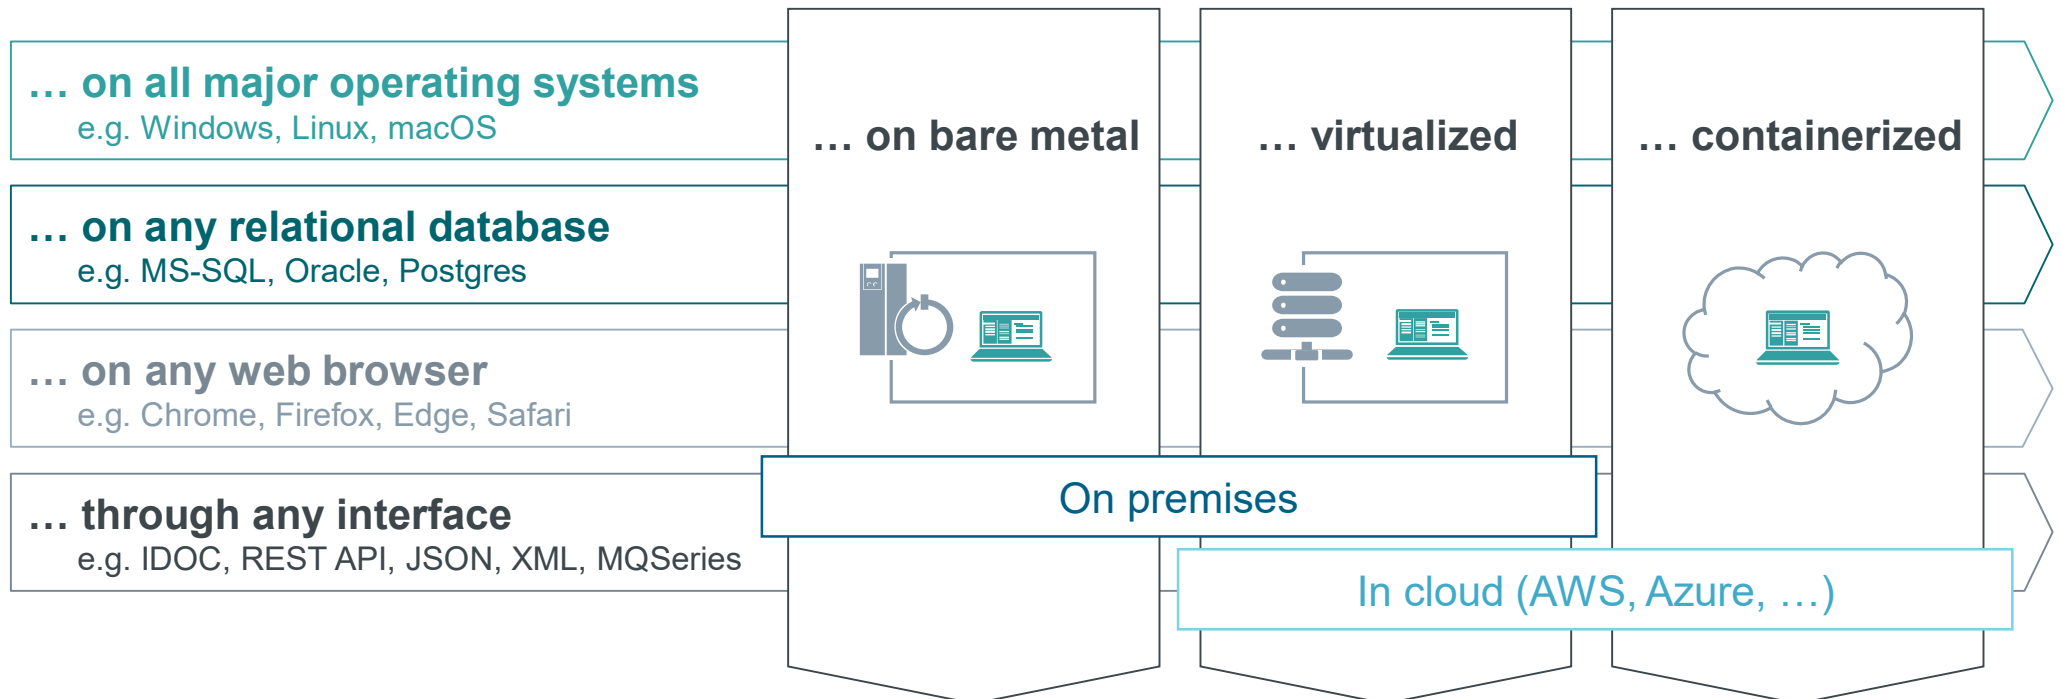 … on all major operating systems
e.g. Windows, Linux, macOS
… on any relational database
e.g. MS-SQL, Oracle, Postgres
… on any web browser
e.g. Chrome, Firefox, Edge, Safari
… through any interface
e.g. IDOC, REST API, JSON, XML, MQSeries
… on bare metal
… virtualized
… containerized
On premises
In cloud (AWS, Azure, …)